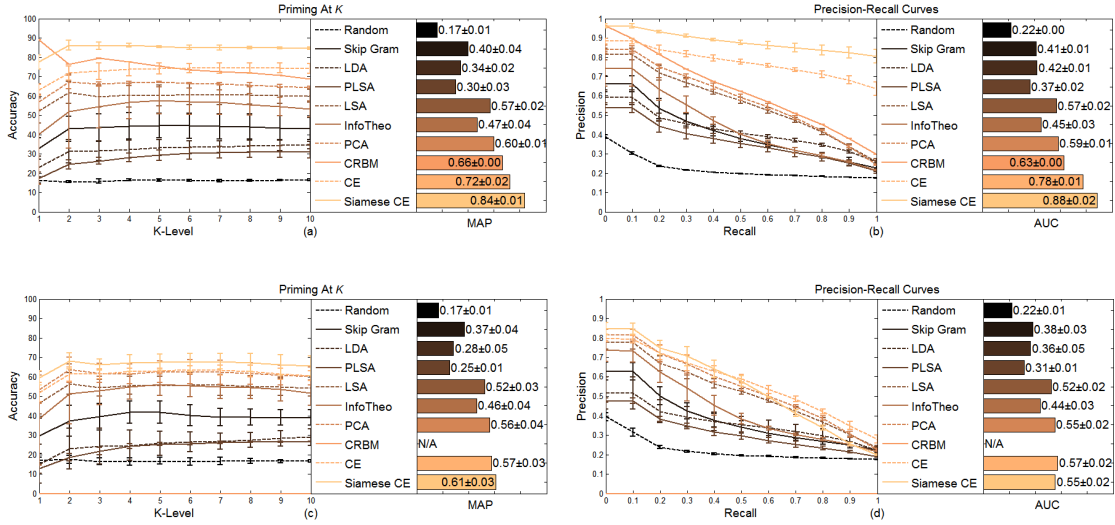 Priming At K
Accuracy
100
90
80
70
60
50
40
30
20
10
0
1 2 3 4 5 6 7 8 9 10
K-Level
(a)
Random
Skip Gram
LDA
PLSA
LSA
InfoTheo
PCA
CRBM
CE
Siamese CE
0.17±0.01
0.40±0.04
0.34±0.02
0.30±0.03
0.57±0.02
0.47±0.04
0.60±0.01
0.66±0.00
0.72±0.02
0.84±0.01
MAP
Precision-Recall Curves
Precision
1
0.9
0.8
0.7
0.6
0.5
0.4
0.3
0.2
0.1
0
0 0.1 0.2 0.3 0.4 0.5 0.6 0.7 0.8 0.9 1
Recall
(b)
Random
Skip Gram
LDA
PLSA
LSA
InfoTheo
PCA
CRBM
CE
Siamese CE
0.22±0.00
0.41±0.01
0.42±0.01
0.37±0.02
0.57±0.02
0.45±0.03
0.59±0.01
0.63±0.00
0.78±0.01
0.88±0.02
AUC
Priming At K
Accuracy
100
90
80
70
60
50
40
30
20
10
0
1 2 3 4 5 6 7 8 9 10
K-Level
(c)
Random
Skip Gram
LDA
PLSA
LSA
InfoTheo
PCA
CRBM
CE
Siamese CE
0.17±0.01
0.37±0.04
0.28±0.05
0.25±0.01
0.52±0.03
0.46±0.04
0.56±0.04
N/A
0.57±0.03
0.61±0.03
MAP
Precision-Recall Curves
Precision
1
0.9
0.8
0.7
0.6
0.5
0.4
0.3
0.2
0.1
0
0 0.1 0.2 0.3 0.4 0.5 0.6 0.7 0.8 0.9 1
Recall
(d)
Random
Skip Gram
LDA
PLSA
LSA
InfoTheo
PCA
CRBM
CE
Siamese CE
0.22±0.01
0.38±0.03
0.36±0.05
0.31±0.01
0.52±0.02
0.44±0.03
0.55±0.02
N/A
0.57±0.02
0.55±0.02
AUC